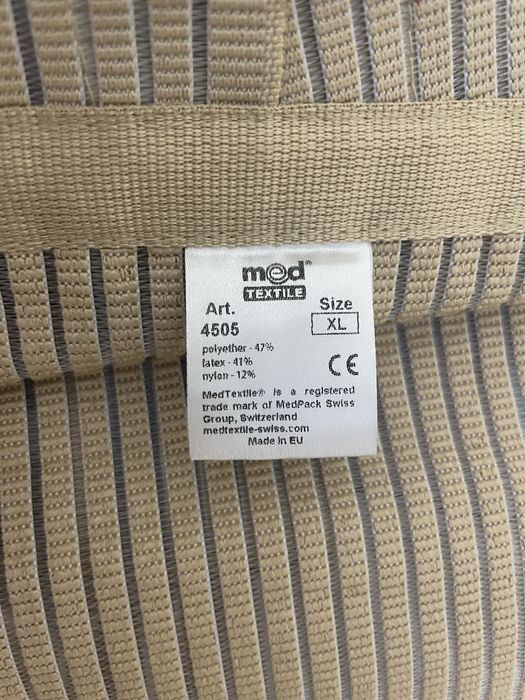 med®
TEXTILE
Art. Size
4505 XL
polyether - 47%
latex - 41%
nylon - 12%
CE
MedTextile® is a registered
trade mark of MedPack Swiss
Group, Switzerland
medtextile-swiss.com
Made in EU